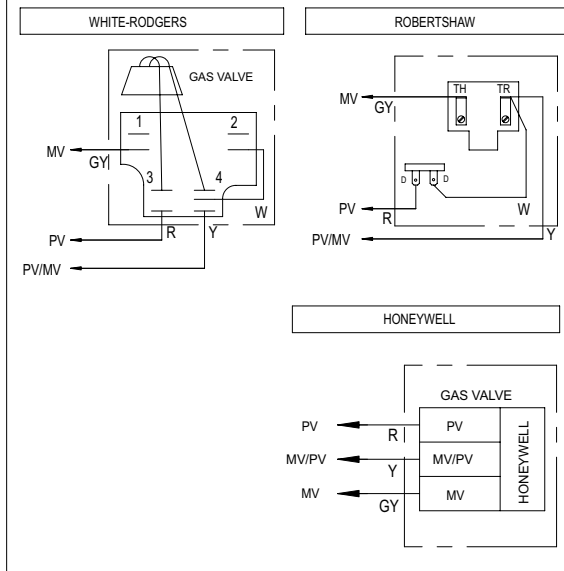 WHITE-RODGERS
GAS VALVE
1 2
MV
GY
3 4
W
PV R Y
PV/MV
ROBERTSHAW
TH TR
MV
GY
D D
PV
R W
PV/MV Y
HONEYWELL
GAS VALVE
PV R PV
MV/PV Y MV/PV
MV GY MV
HONEYWELL